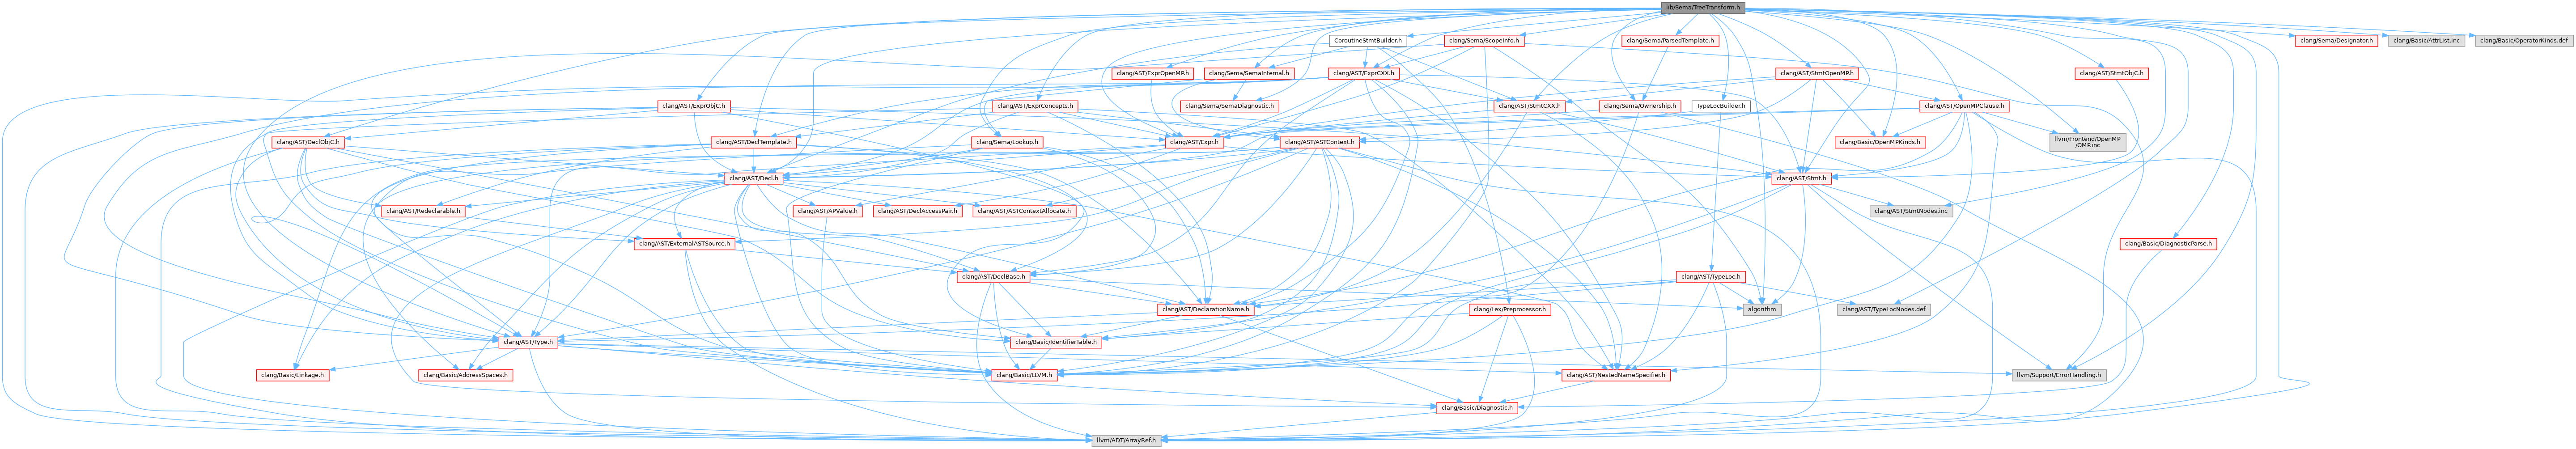 lib/Sema/TreeTransform.h
CoroutineStmtBuilder.h
clang/Sema/ScopeInfo.h
clang/Sema/ParsedTemplate.h
clang/Sema/Designator.h
clang/Basic/AttrList.inc
clang/Basic/OperatorKinds.def
clang/AST/ExprOpenMP.h
clang/Sema/SemaInternal.h
clang/AST/ExprCXX.h
clang/AST/StmtOpenMP.h
clang/AST/StmtObjC.h
clang/AST/ExprObjC.h
clang/AST/ExprConcepts.h
clang/Sema/SemaDiagnostic.h
clang/AST/StmtCXX.h
clang/Sema/Ownership.h
TypeLocBuilder.h
clang/AST/OpenMPClause.h
clang/AST/DeclObjC.h
clang/AST/DeclTemplate.h
clang/Sema/Lookup.h
clang/AST/Expr.h
clang/AST/ASTContext.h
clang/Basic/OpenMPKinds.h
llvm/Frontend/OpenMP
/OMP.inc
clang/AST/Decl.h
clang/AST/Stmt.h
clang/AST/Redeclarable.h
clang/AST/APValue.h
clang/AST/DeclAccessPair.h
clang/AST/ASTContextAllocate.h
clang/AST/StmtNodes.inc
clang/AST/ExternalASTSource.h
clang/Basic/DiagnosticParse.h
clang/AST/DeclBase.h
clang/AST/TypeLoc.h
clang/AST/DeclarationName.h
clang/Lex/Preprocessor.h
algorithm
clang/AST/TypeLocNodes.def
clang/AST/Type.h
clang/Basic/IdentifierTable.h
clang/Basic/Linkage.h
clang/Basic/AddressSpaces.h
clang/Basic/LLVM.h
clang/AST/NestedNameSpecifier.h
llvm/Support/ErrorHandling.h
clang/Basic/Diagnostic.h
llvm/ADT/ArrayRef.h